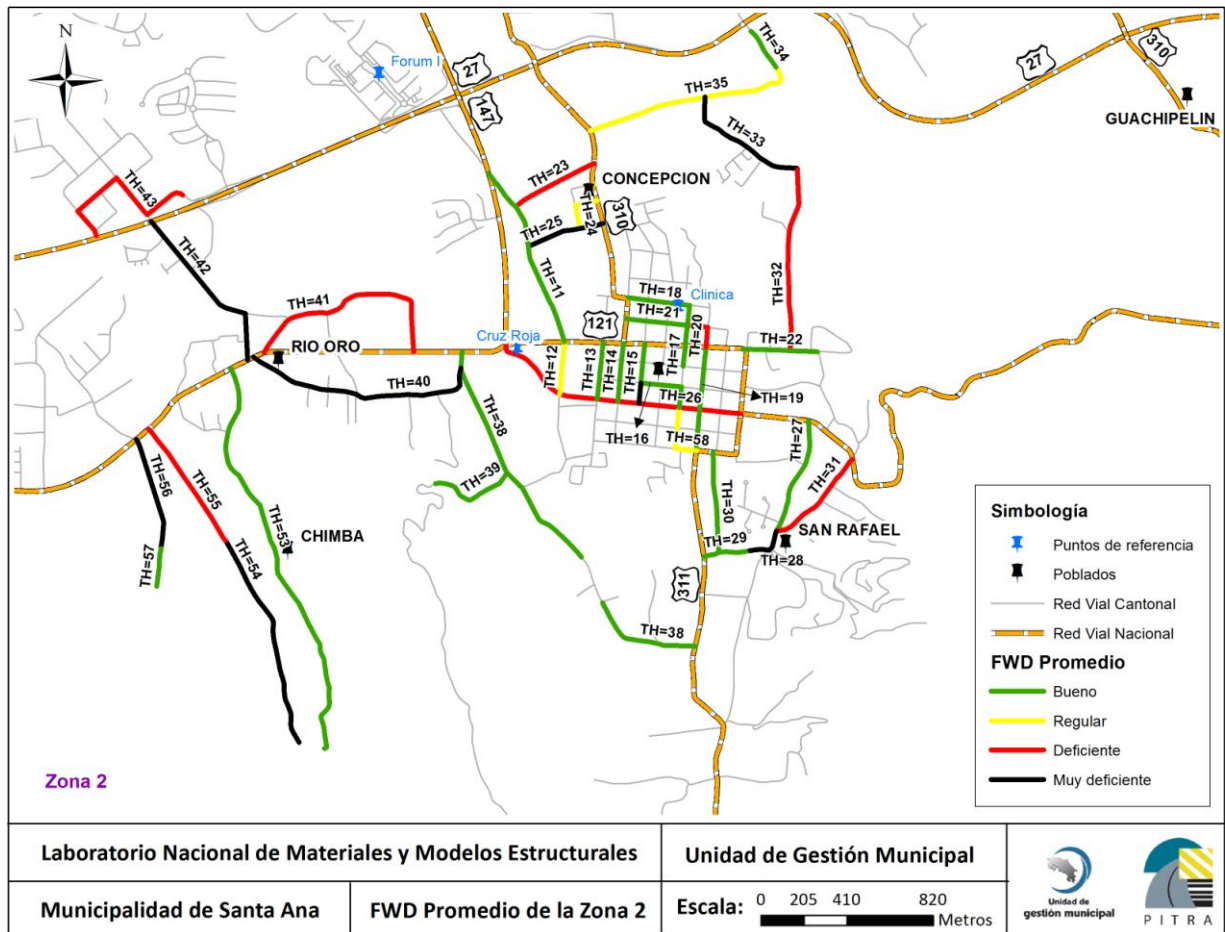 N
Forum I
27
147
TH=34
TH=35
27
310
GUACHIPELIN
TH=33
TH=23
CONCEPCION
TH=24
310
TH=25
TH=43
TH=42
TH=11
TH=32
TH=41
TH=18
Clinica
TH=21
121
TH=20
Cruz Roja
TH=22
RIO ORO
TH=12
TH=13
TH=14
TH=15
TH=17
TH=40
TH=26
TH=19
TH=38
TH=16
TH=58
TH=27
TH=39
TH=31
TH=30
TH=56
TH=55
TH=53
CHIMBA
SAN RAFAEL
TH=29
TH=28
TH=57
TH=54
311
TH=38
Simbología
Puntos de referencia
Poblados
Red Vial Cantonal
Red Vial Nacional
FWD Promedio
Bueno
Regular
Deficiente
Muy deficiente
Zona 2
Laboratorio Nacional de Materiales y Modelos Estructurales
Unidad de Gestión Municipal
Municipalidad de Santa Ana
FWD Promedio de la Zona 2
Escala: 0 205 410 820
Metros
Unidad de
gestión municipal
PITRA